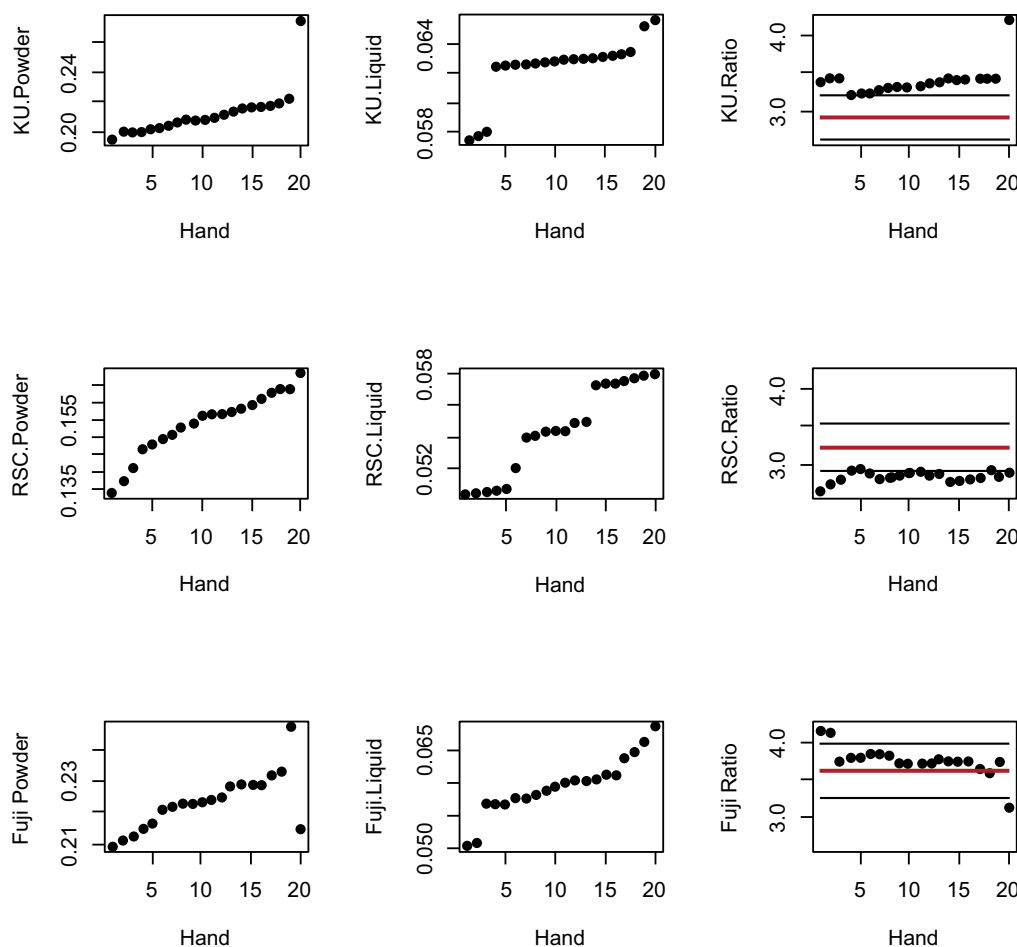 KU.Powder
0.20 0.24
5 10 15 20
Hand
KU.Liquid
0.058 0.064
5 10 15 20
Hand
KU.Ratio
3.0 4.0
5 10 15 20
Hand
RSC.Powder
0.135 0.155
5 10 15 20
Hand
RSC.Liquid
0.052 0.058
5 10 15 20
Hand
RSC.Ratio
3.0 4.0
5 10 15 20
Hand
Fuji Powder
0.21 0.23
5 10 15 20
Hand
Fuji.Liquid
0.050 0.065
5 10 15 20
Hand
Fuji Ratio
3.0 4.0
5 10 15 20
Hand